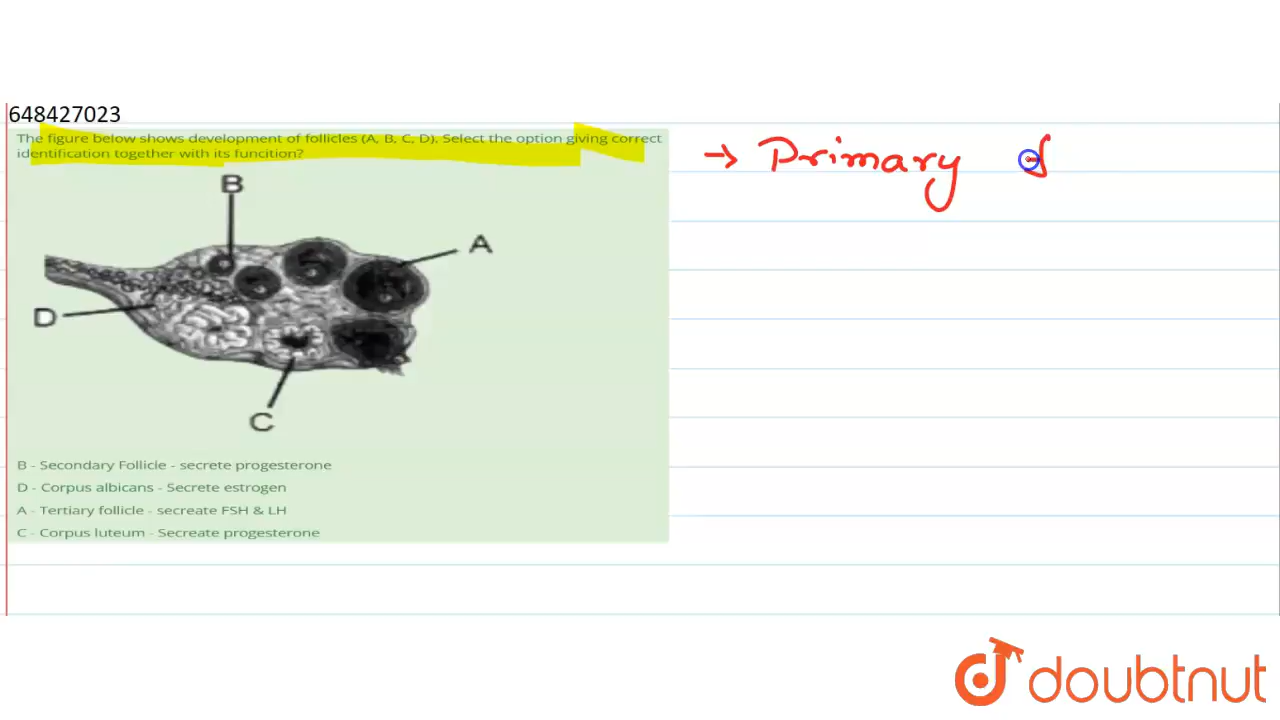 648427023
The figure below shows development of follicles (A, B, C, D). Select the option giving correct
identification together with its funcition?
B
A
D
C
B - Secondary Follicle - secrete progesterone
D - Corpus albicans - Secrete estrogen
A - Tertiary follicle - secreate FSH & LH
C - Corpus luteum - Secreate progesterone
→ Primary f
doubtnut